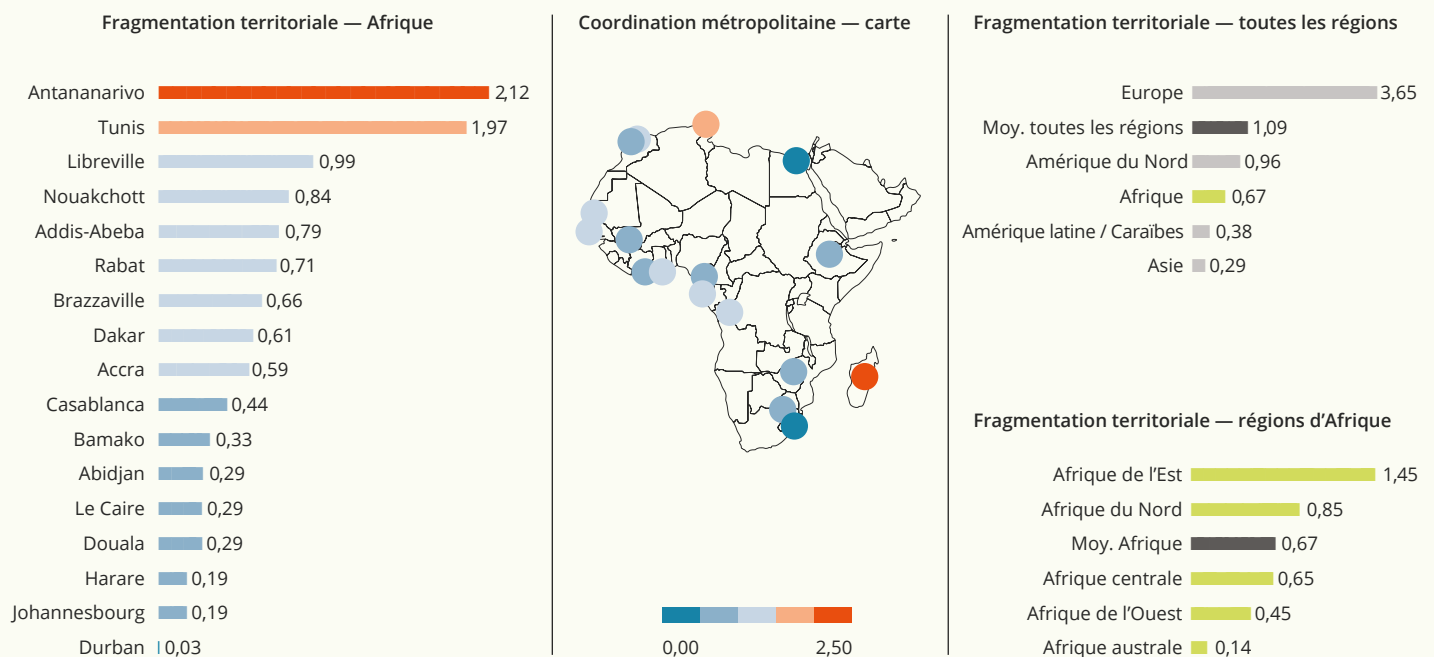 Fragmentation territoriale — Afrique
Antananarivo 2,12
Tunis 1,97
Libreville 0,99
Nouakchott 0,84
Addis-Abeba 0,79
Rabat 0,71
Brazzaville 0,66
Dakar 0,61
Accra 0,59
Casablanca 0,44
Bamako 0,33
Abidjan 0,29
Le Caire 0,29
Douala 0,29
Harare 0,19
Johannesbourg 0,19
Durban 0,03
Coordination métropolitaine — carte
0,00 2,50
Fragmentation territoriale — toutes les régions
Europe 3,65
Moy. toutes les régions 1,09
Amérique du Nord 0,96
Afrique 0,67
Amérique latine / Caraïbes 0,38
Asie 0,29
Fragmentation territoriale — régions d’Afrique
Afrique de l’Est 1,45
Afrique du Nord 0,85
Moy. Afrique 0,67
Afrique centrale 0,65
Afrique de l’Ouest 0,45
Afrique australe 0,14